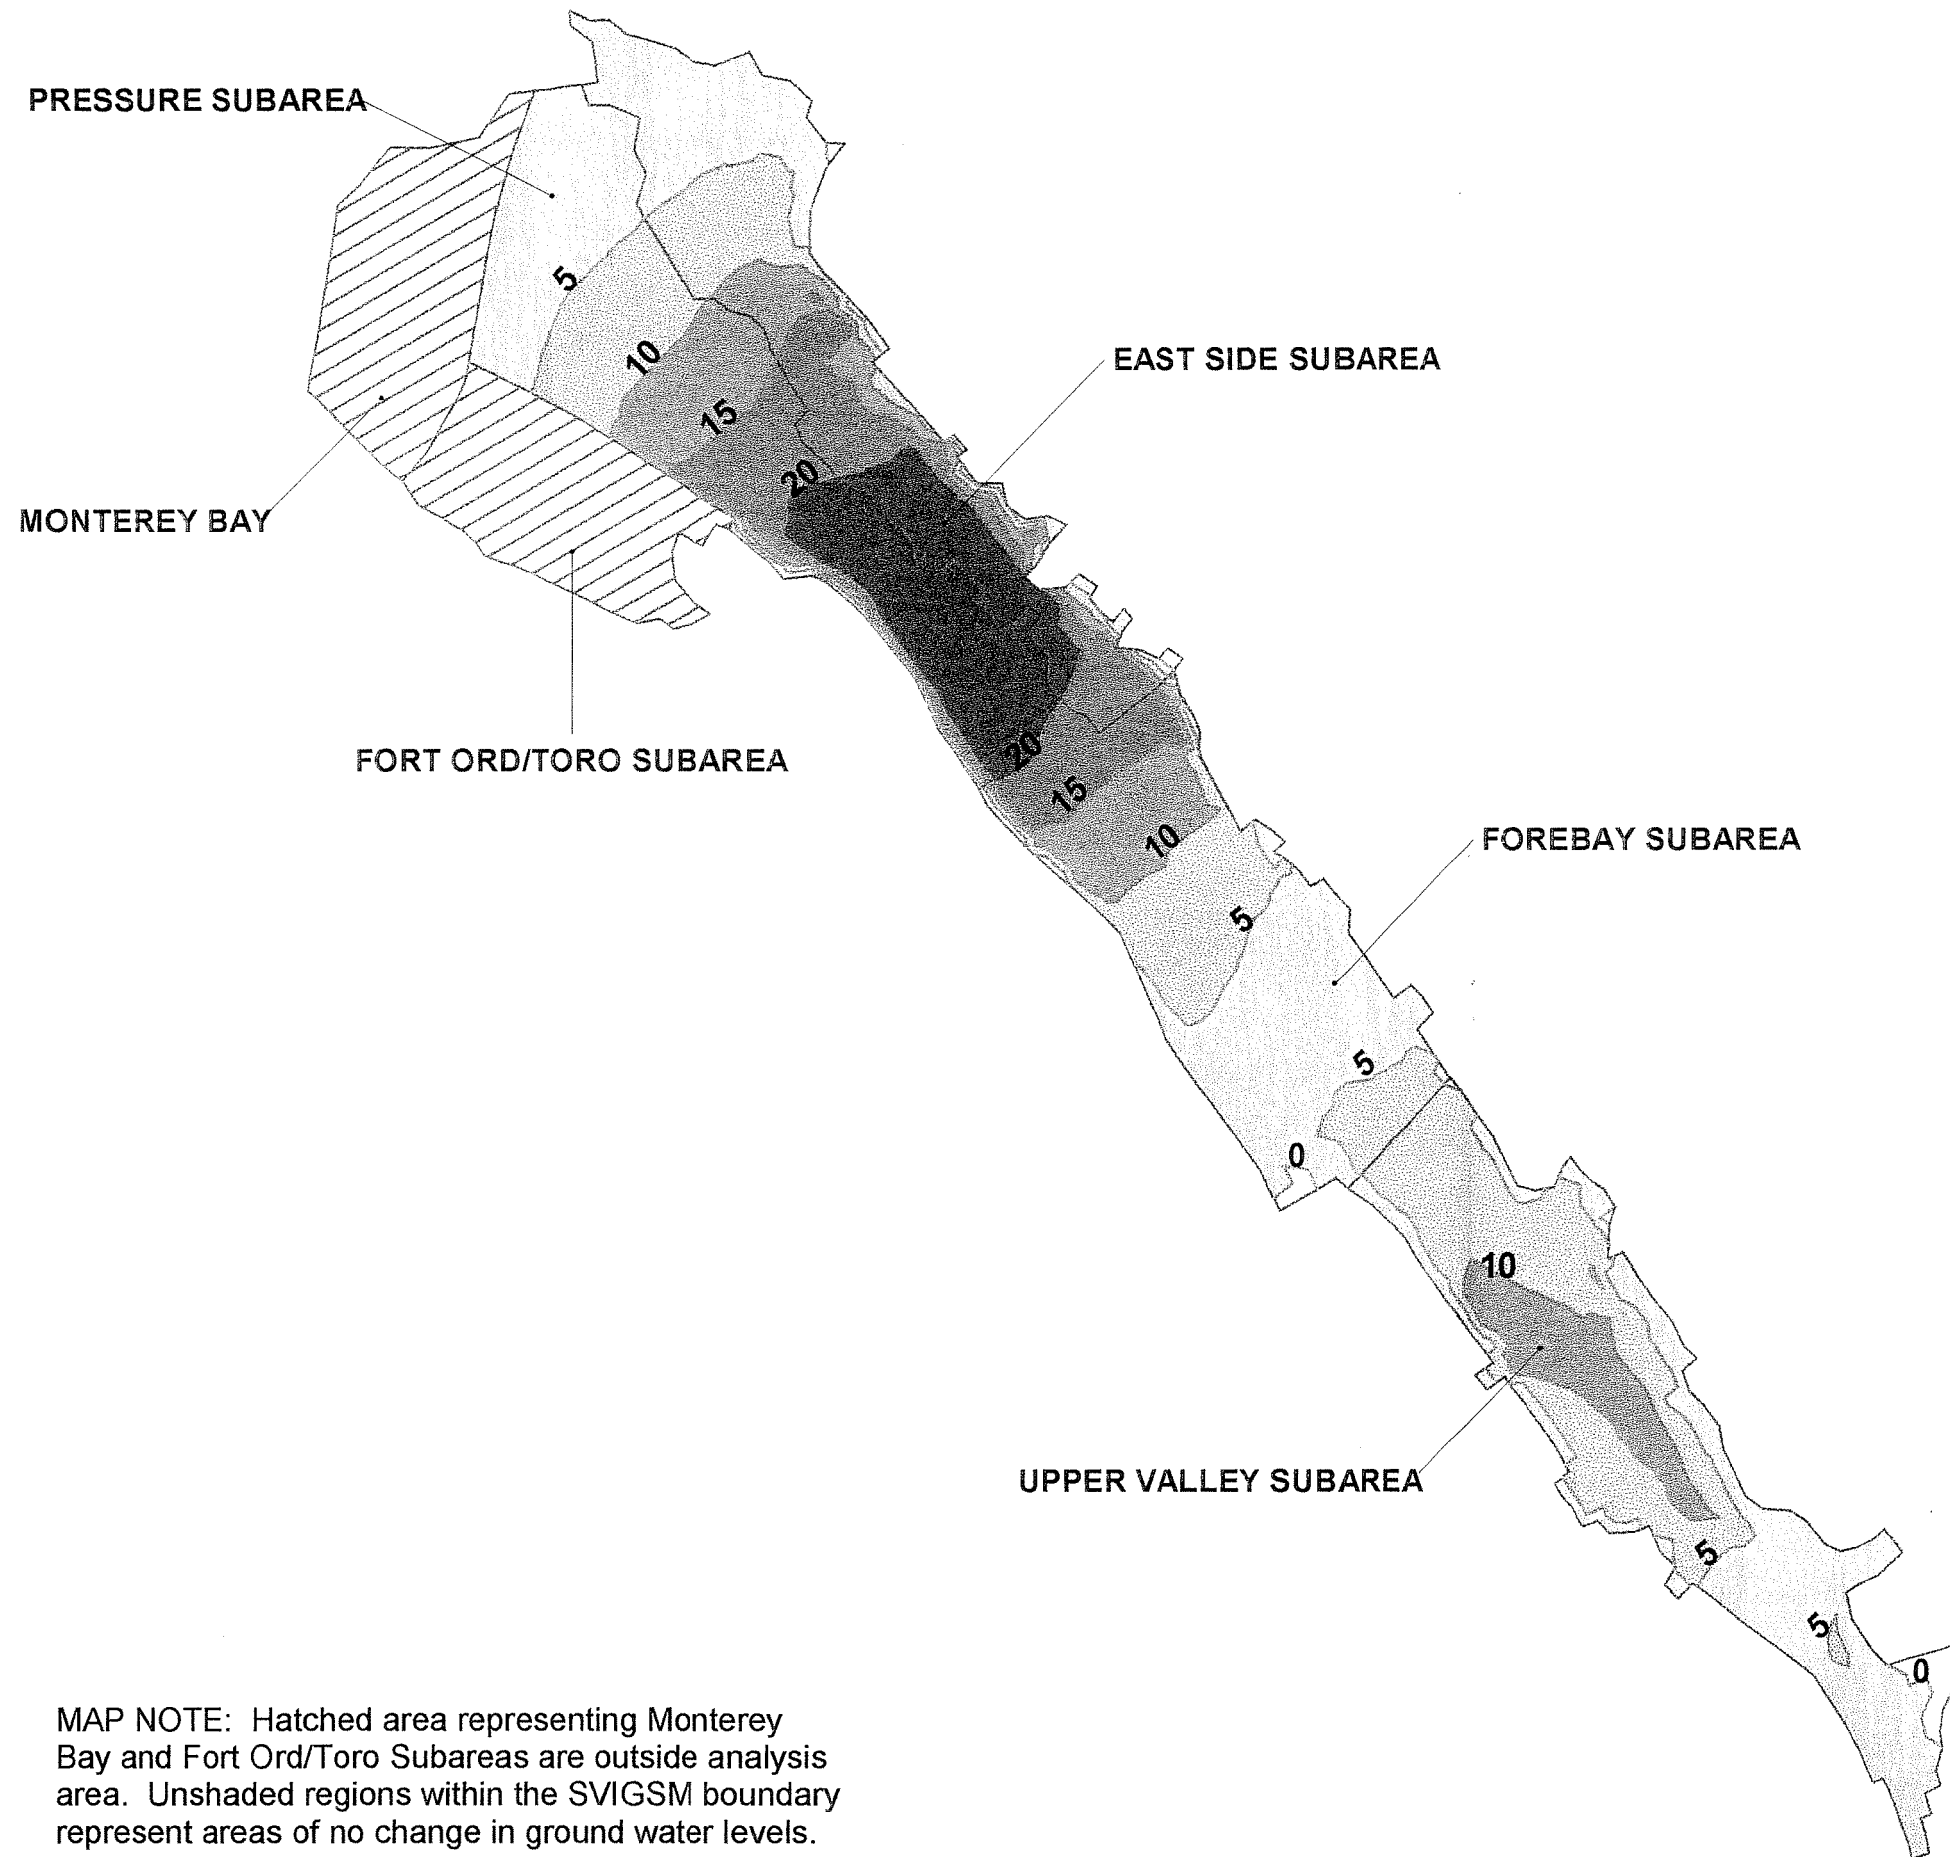 PRESSURE SUBAREA
5
10
EAST SIDE SUBAREA
15
20
MONTEREY BAY
FORT ORD/TORO SUBAREA
20
15
10
FOREBAY SUBAREA
5
5
0
10
UPPER VALLEY SUBAREA
5
5
0
MAP NOTE: Hatched area representing Monterey
Bay and Fort Ord/Toro Subareas are outside analysis
area. Unshaded regions within the SVIGSM boundary
represent areas of no change in ground water levels.